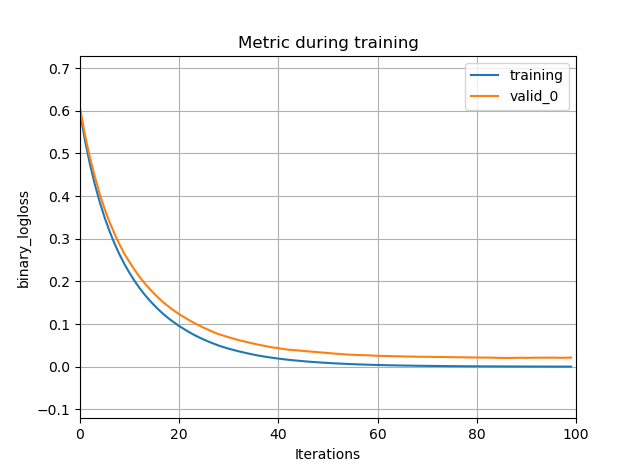 Metric during training
training
valid_0
binary_logloss
0.7
0.6
0.5
0.4
0.3
0.2
0.1
0.0
−0.1
0 20 40 60 80 100
Iterations